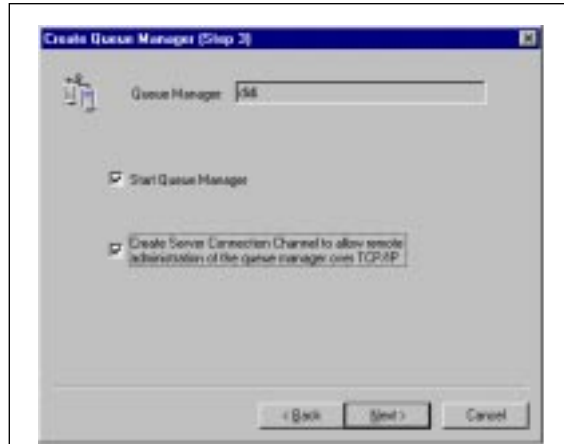 Create Queue Manager (Step 3)
Queue Manager
Start Queue Manager
Create Server Connection Channel to allow remote
administration of the queue manager over TCP/IP
< Back
Next >
Cancel